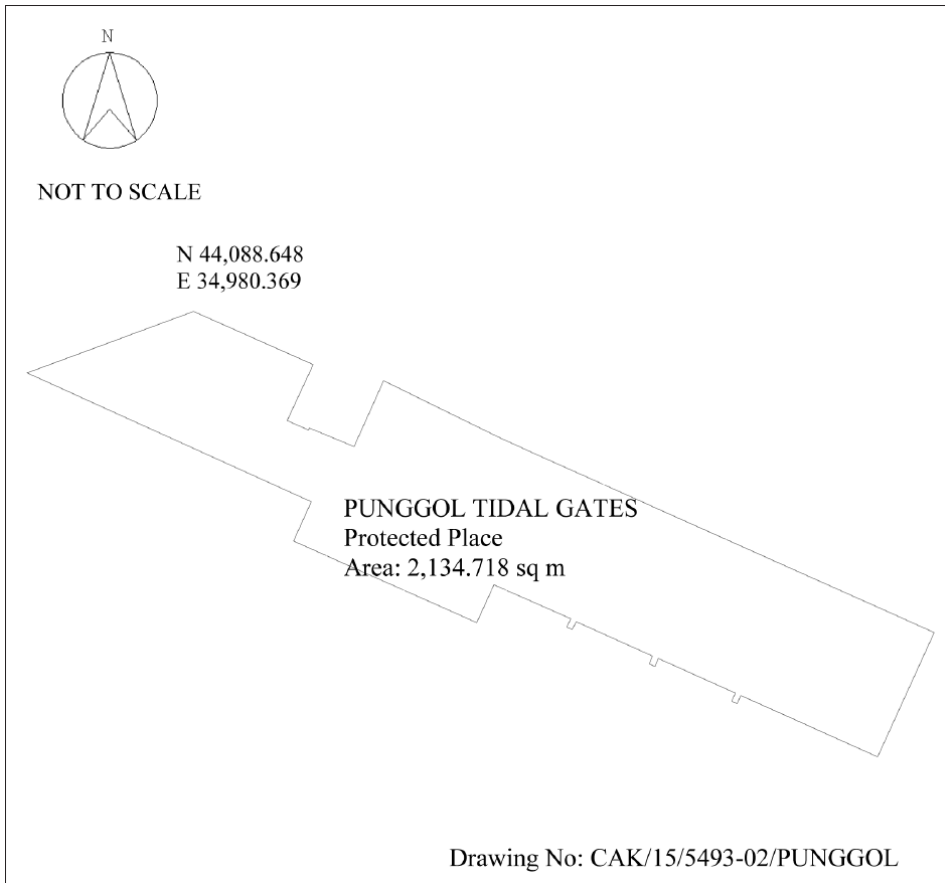 N
NOT TO SCALE
N 44,088.648
E 34,980.369
PUNGGOL TIDAL GATES
Protected Place
Area: 2,134.718 sq m
Drawing No: CAK/15/5493-02/PUNGGOL